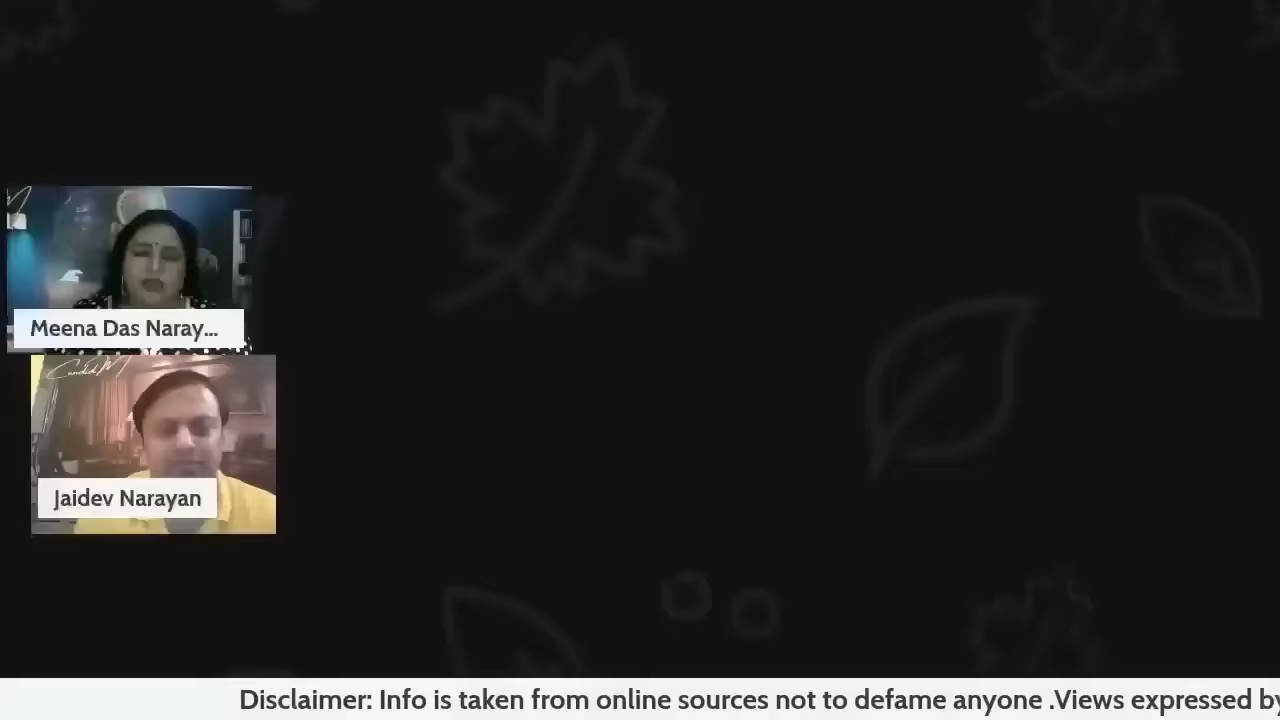 Meena Das Naray...
CandidM
Jaidev Narayan
Disclaimer: Info is taken from online sources not to defame anyone .Views expressed by